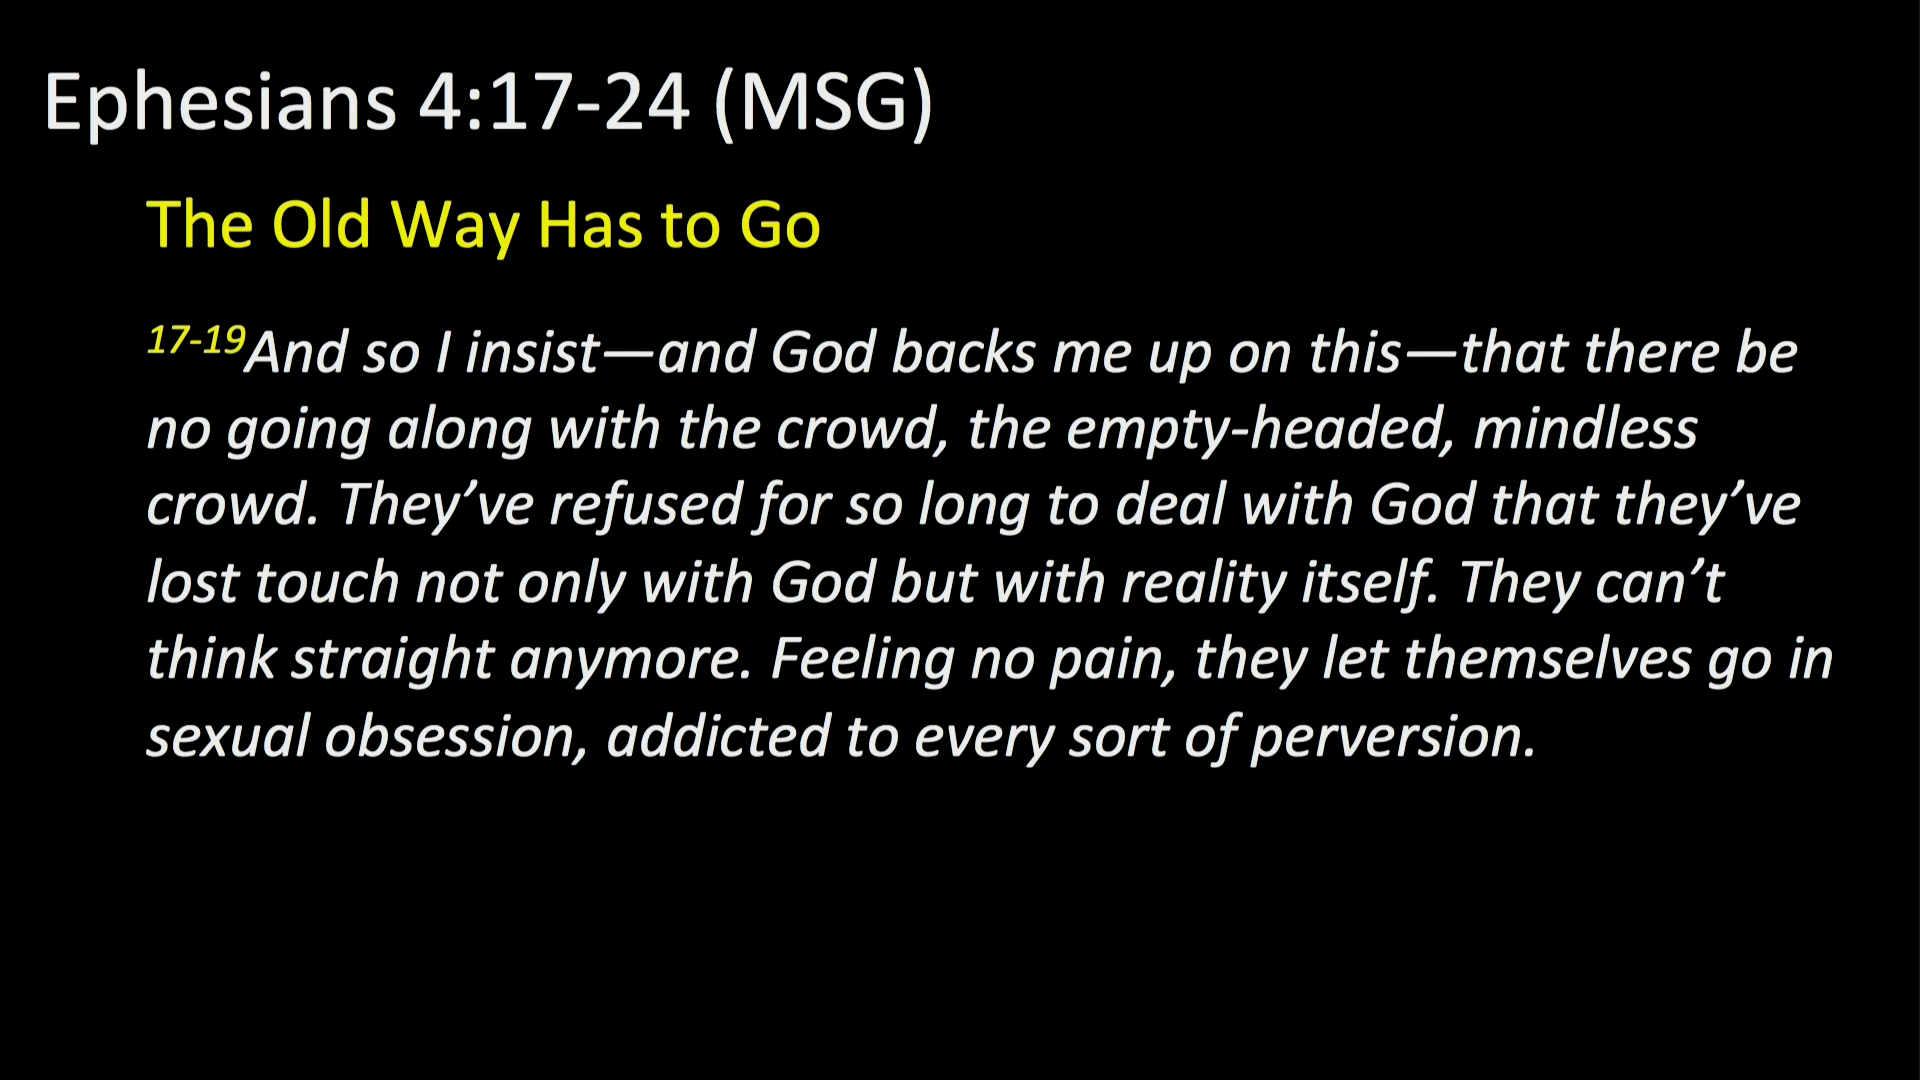 Ephesians 4:17-24 (MSG)
The Old Way Has to Go
17-19And so I insist—and God backs me up on this—that there be
no going along with the crowd, the empty-headed, mindless
crowd. They’ve refused for so long to deal with God that they’ve
lost touch not only with God but with reality itself. They can’t
think straight anymore. Feeling no pain, they let themselves go in
sexual obsession, addicted to every sort of perversion.